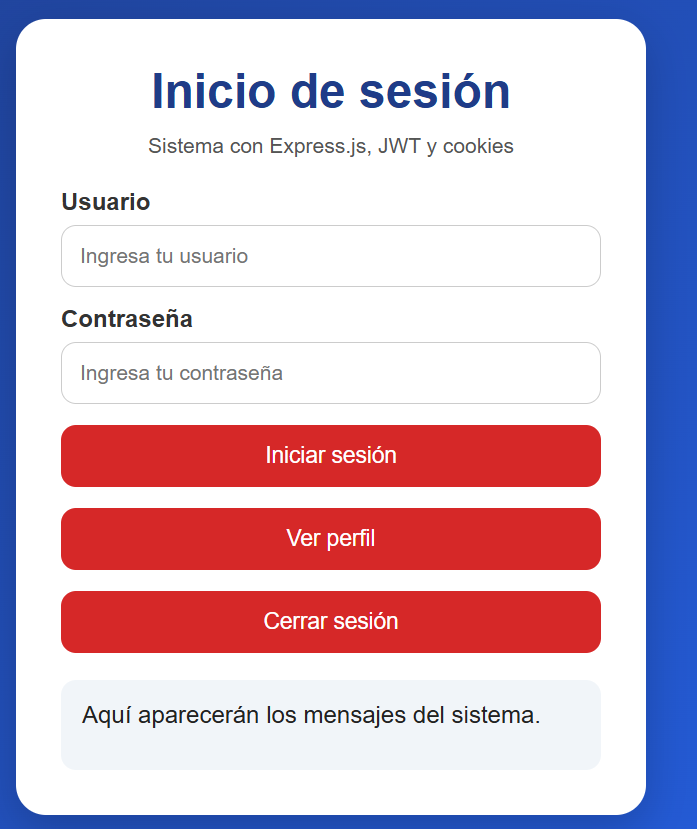 Inicio de sesión
Sistema con Express.js, JWT y cookies
Usuario
Ingresa tu usuario
Contraseña
Ingresa tu contraseña
Iniciar sesión
Ver perfil
Cerrar sesión
Aquí aparecerán los mensajes del sistema.